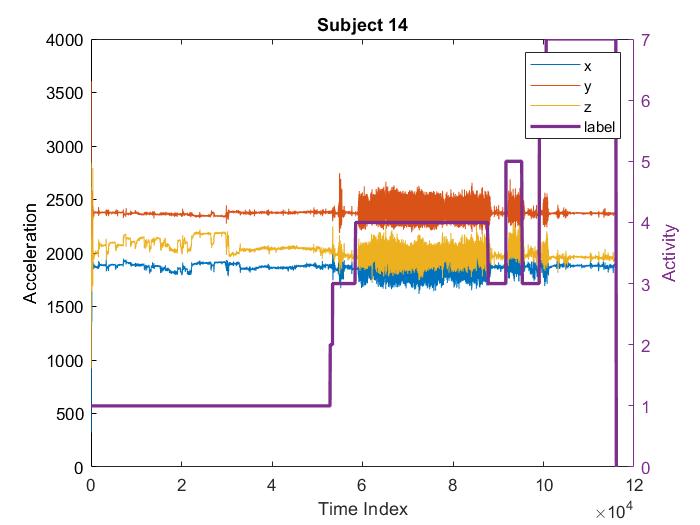 Subject 14
4000
3500
3000
2500
2000
1500
1000
500
0
Acceleration
7
6
5
4
3
2
1
0
Activity
x
y
z
label
0 2 4 6 8 10 12
Time Index
×10⁴